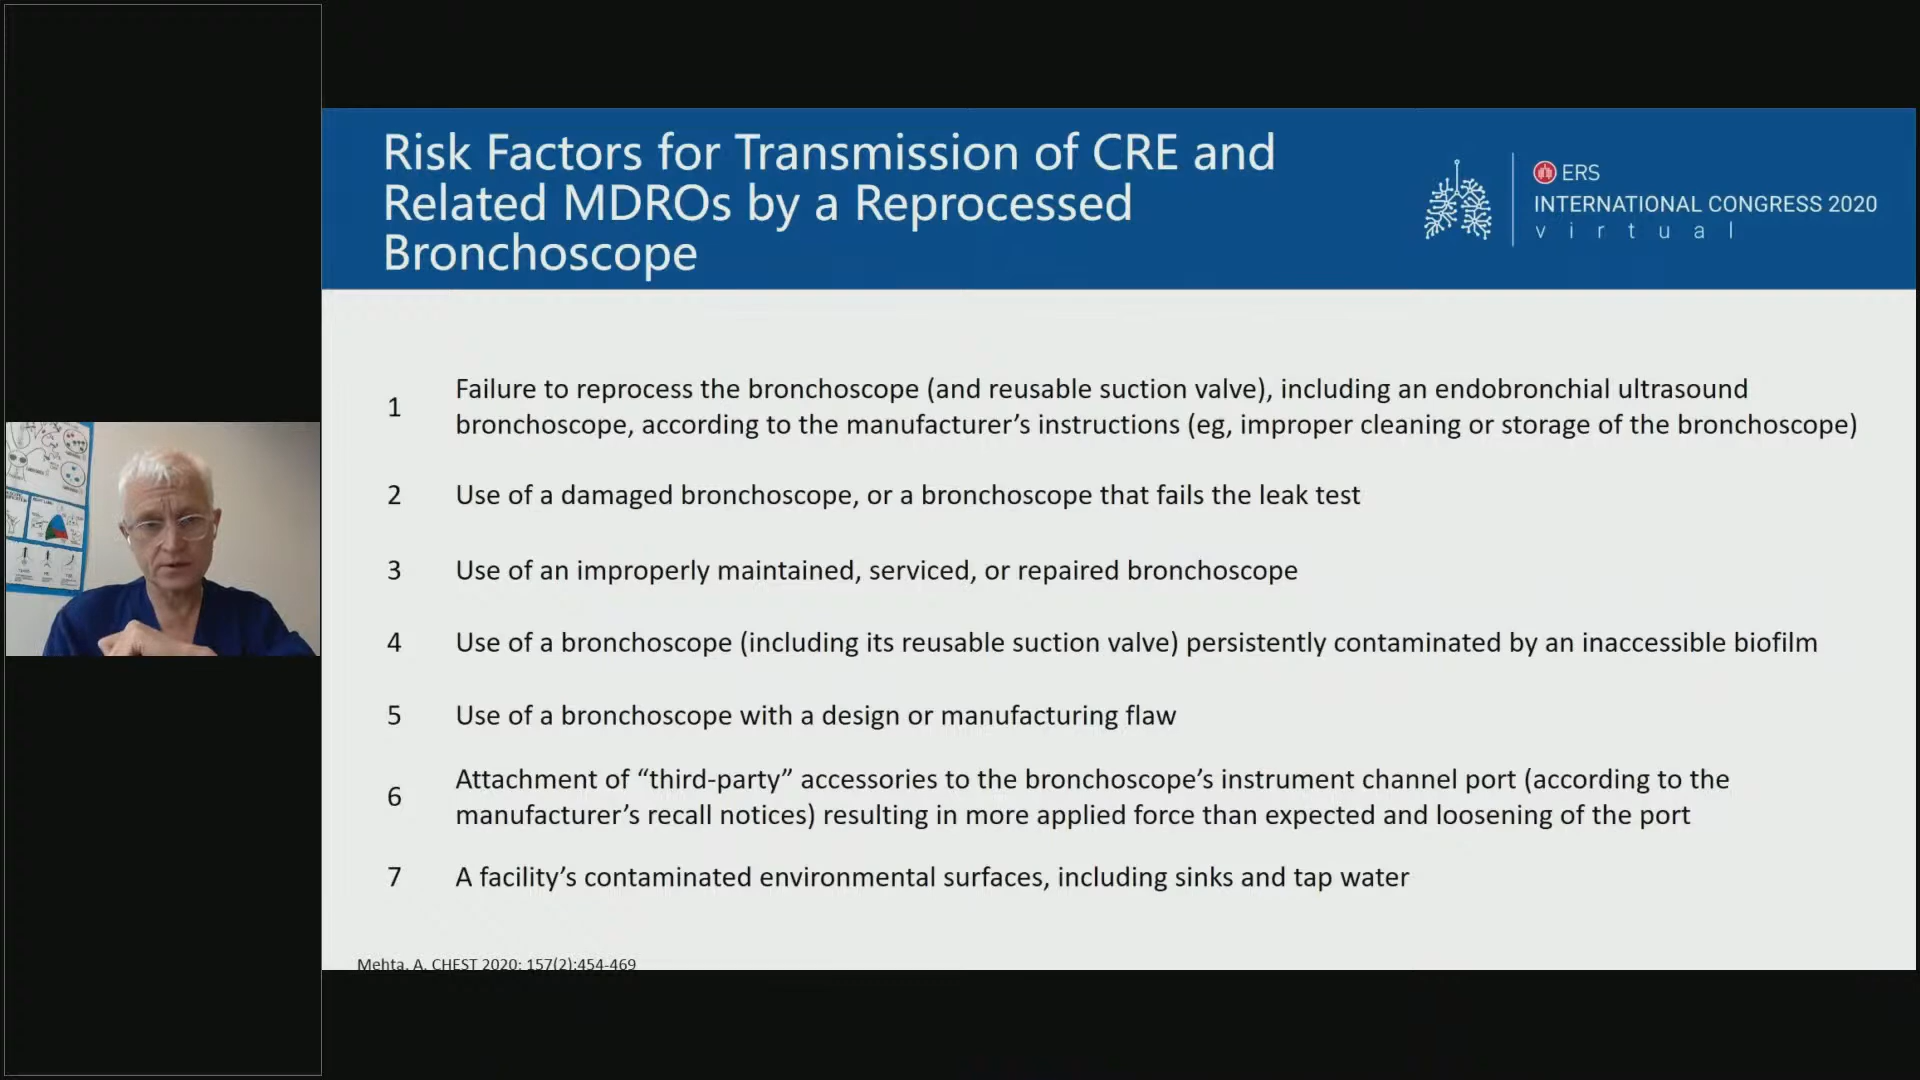 Risk Factors for Transmission of CRE and
Related MDROs by a Reprocessed
Bronchoscope
ERS
INTERNATIONAL CONGRESS 2020
virtual
1
Failure to reprocess the bronchoscope (and reusable suction valve), including an endobronchial ultrasound
bronchoscope, according to the manufacturer’s instructions (eg, improper cleaning or storage of the bronchoscope)
2 Use of a damaged bronchoscope, or a bronchoscope that fails the leak test
3 Use of an improperly maintained, serviced, or repaired bronchoscope
4 Use of a bronchoscope (including its reusable suction valve) persistently contaminated by an inaccessible biofilm
5 Use of a bronchoscope with a design or manufacturing flaw
6
Attachment of “third-party” accessories to the bronchoscope’s instrument channel port (according to the
manufacturer’s recall notices) resulting in more applied force than expected and loosening of the port
7 A facility’s contaminated environmental surfaces, including sinks and tap water
Mehta, A. CHEST 2020; 157(2):454-469